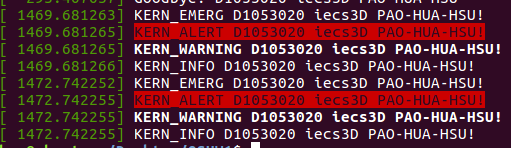 [ 1469.681263] KERN_EMERG D1053020 iecs3D PAO-HUA-HSU!
[ 1469.681265] KERN_ALERT D1053020 iecs3D PAO-HUA-HSU!
[ 1469.681265] KERN_WARNING D1053020 iecs3D PAO-HUA-HSU!
[ 1469.681266] KERN_INFO D1053020 iecs3D PAO-HUA-HSU!
[ 1472.742252] KERN_EMERG D1053020 iecs3D PAO-HUA-HSU!
[ 1472.742255] KERN_ALERT D1053020 iecs3D PAO-HUA-HSU!
[ 1472.742255] KERN_WARNING D1053020 iecs3D PAO-HUA-HSU!
[ 1472.742255] KERN_INFO D1053020 iecs3D PAO-HUA-HSU!